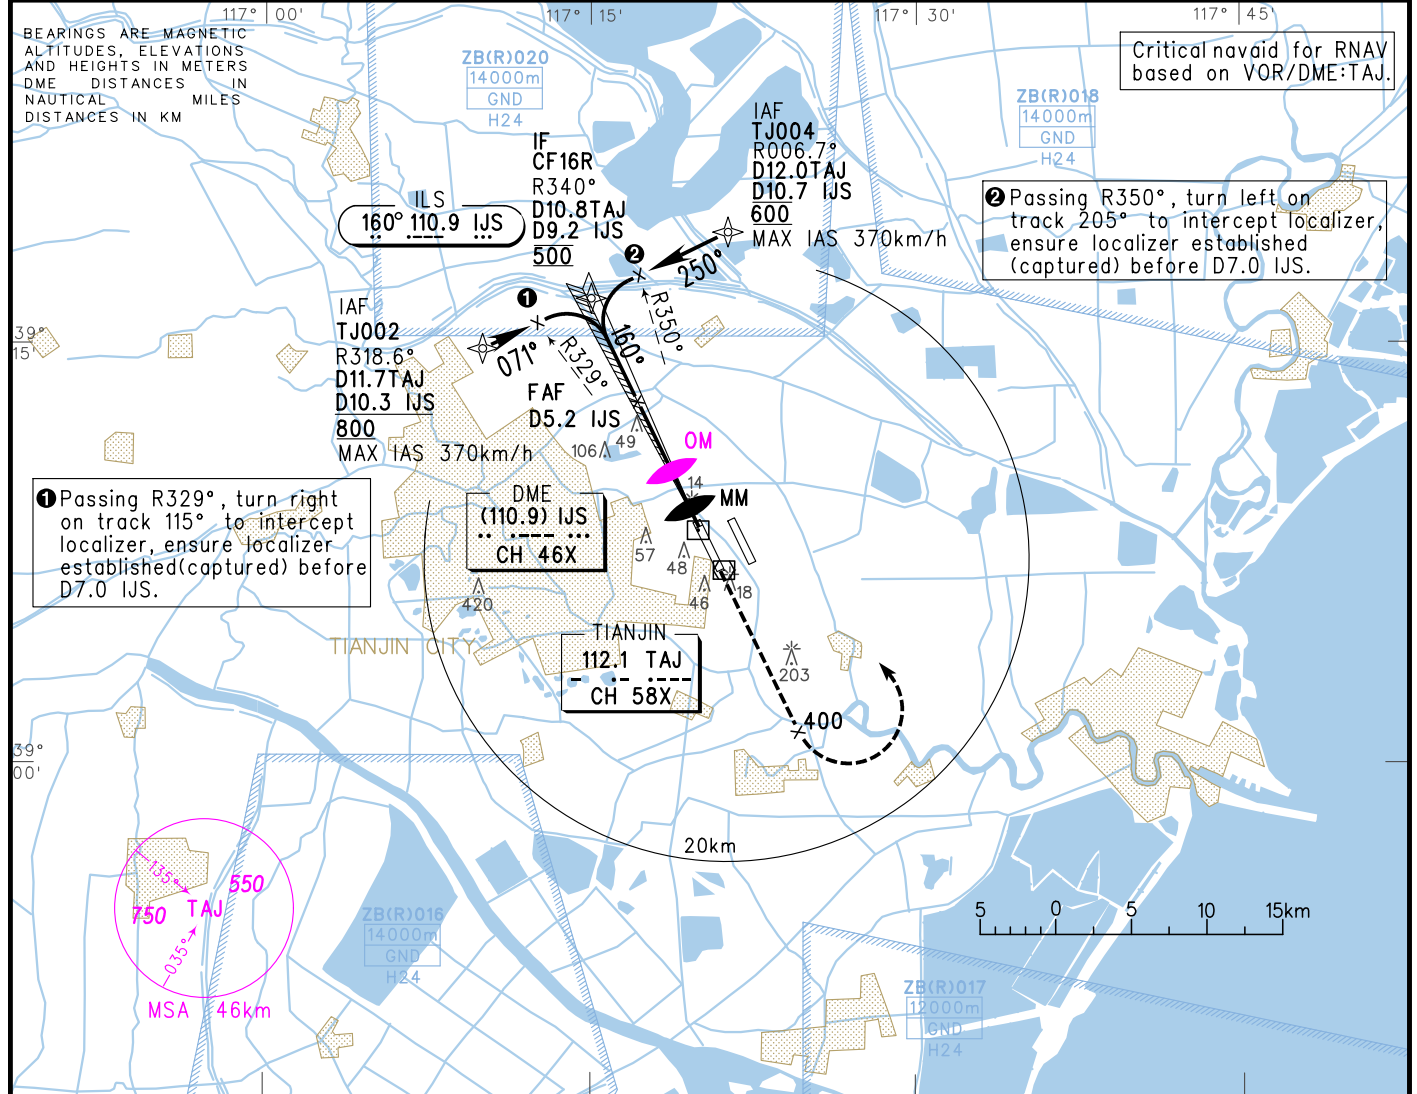 117° 00'
117° 15'
117° 30'
117° 45'
BEARINGS ARE MAGNETIC
ALTITUDES, ELEVATIONS
AND HEIGHTS IN METERS
DME DISTANCES IN
NAUTICAL MILES
DISTANCES IN KM
Critical navaid for RNAV
based on VOR/DME:TAJ.
ZB(R)020
14000m
GND
H24
ZB(R)018
14000m
GND
H24
IAF
TJ004
R006.7°
D12.0TAJ
D10.7 IJS
600
MAX IAS 370km/h
IF
CF16R
R340°
D10.8TAJ
D9.2 IJS
500
ILS
160° 110.9 IJS
❷ Passing R350°, turn left on
track 205° to intercept localizer,
ensure localizer established
(captured) before D7.0 IJS.
❷
250°
❶
R350°
160°
071°
R329°
IAF
TJ002
R318.6°
D11.7TAJ
D10.3 IJS
800
MAX IAS 370km/h
39°
15'
FAF
D5.2 IJS
106
49
OM
14
MM
❶ Passing R329°, turn right
on track 115° to intercept
localizer, ensure localizer
established(captured) before
D7.0 IJS.
DME
(110.9) IJS
CH 46X
57
48
46
18
420
TIANJIN CITY
TIANJIN
112.1 TAJ
CH 58X
203
400
39°
00'
20km
135°
550
750
TAJ
035°
MSA 46km
ZB(R)016
14000m
GND
H24
5 0 5 10 15km
ZB(R)017
12000m
GND
H24